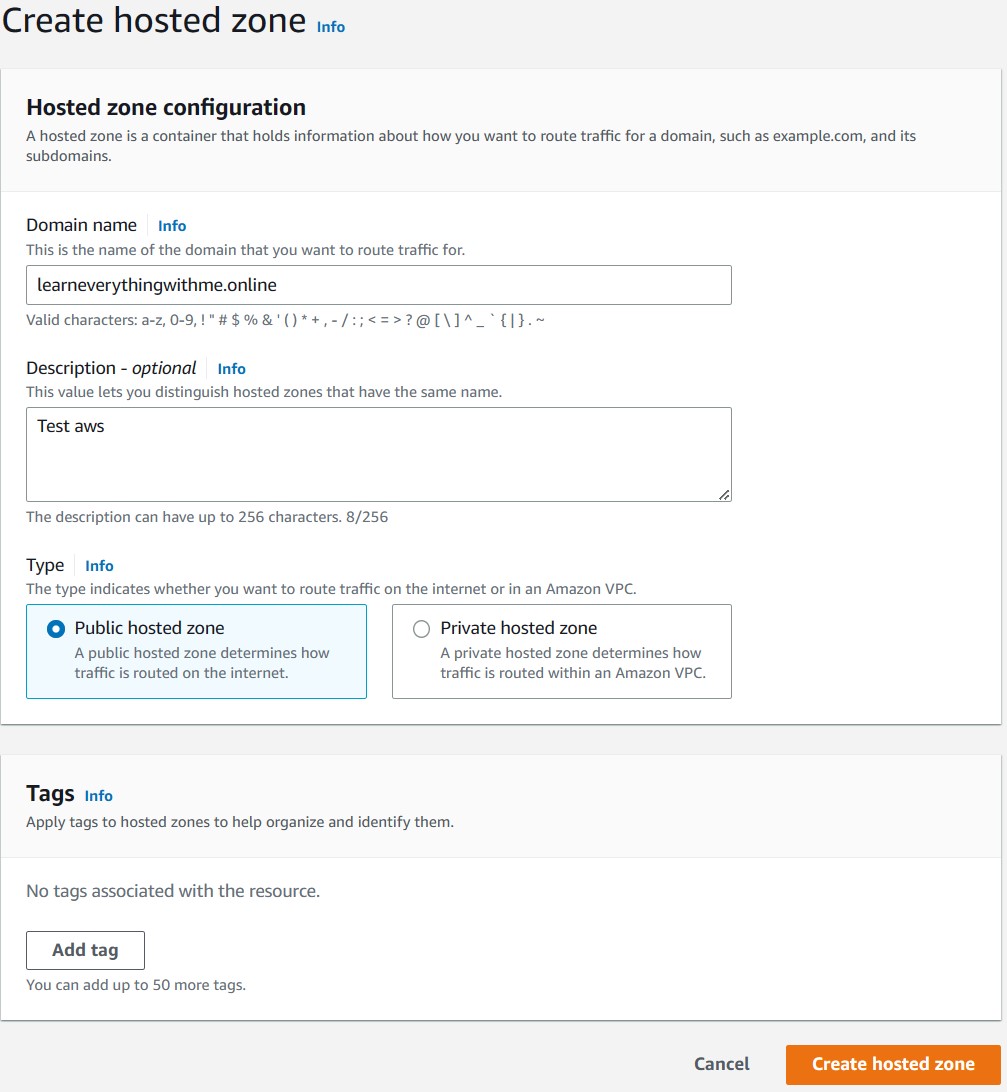 Create hosted zone Info
Hosted zone configuration
A hosted zone is a container that holds information about how you want to route traffic for a domain, such as example.com, and its
subdomains.
Domain name Info
This is the name of the domain that you want to route traffic for.
learneverythingwithme.online
Valid characters: a-z, 0-9, ! " # $ % & ' ( ) * + , - / : ; < = > ? @ [ \ ] ^ _ ` { | } . ~
Description - optional Info
This value lets you distinguish hosted zones that have the same name.
Test aws
The description can have up to 256 characters. 8/256
Type Info
The type indicates whether you want to route traffic on the internet or in an Amazon VPC.
Public hosted zone
A public hosted zone determines how
traffic is routed on the internet.
Private hosted zone
A private hosted zone determines how
traffic is routed within an Amazon VPC.
Tags Info
Apply tags to hosted zones to help organize and identify them.
No tags associated with the resource.
Add tag
You can add up to 50 more tags.
Cancel Create hosted zone